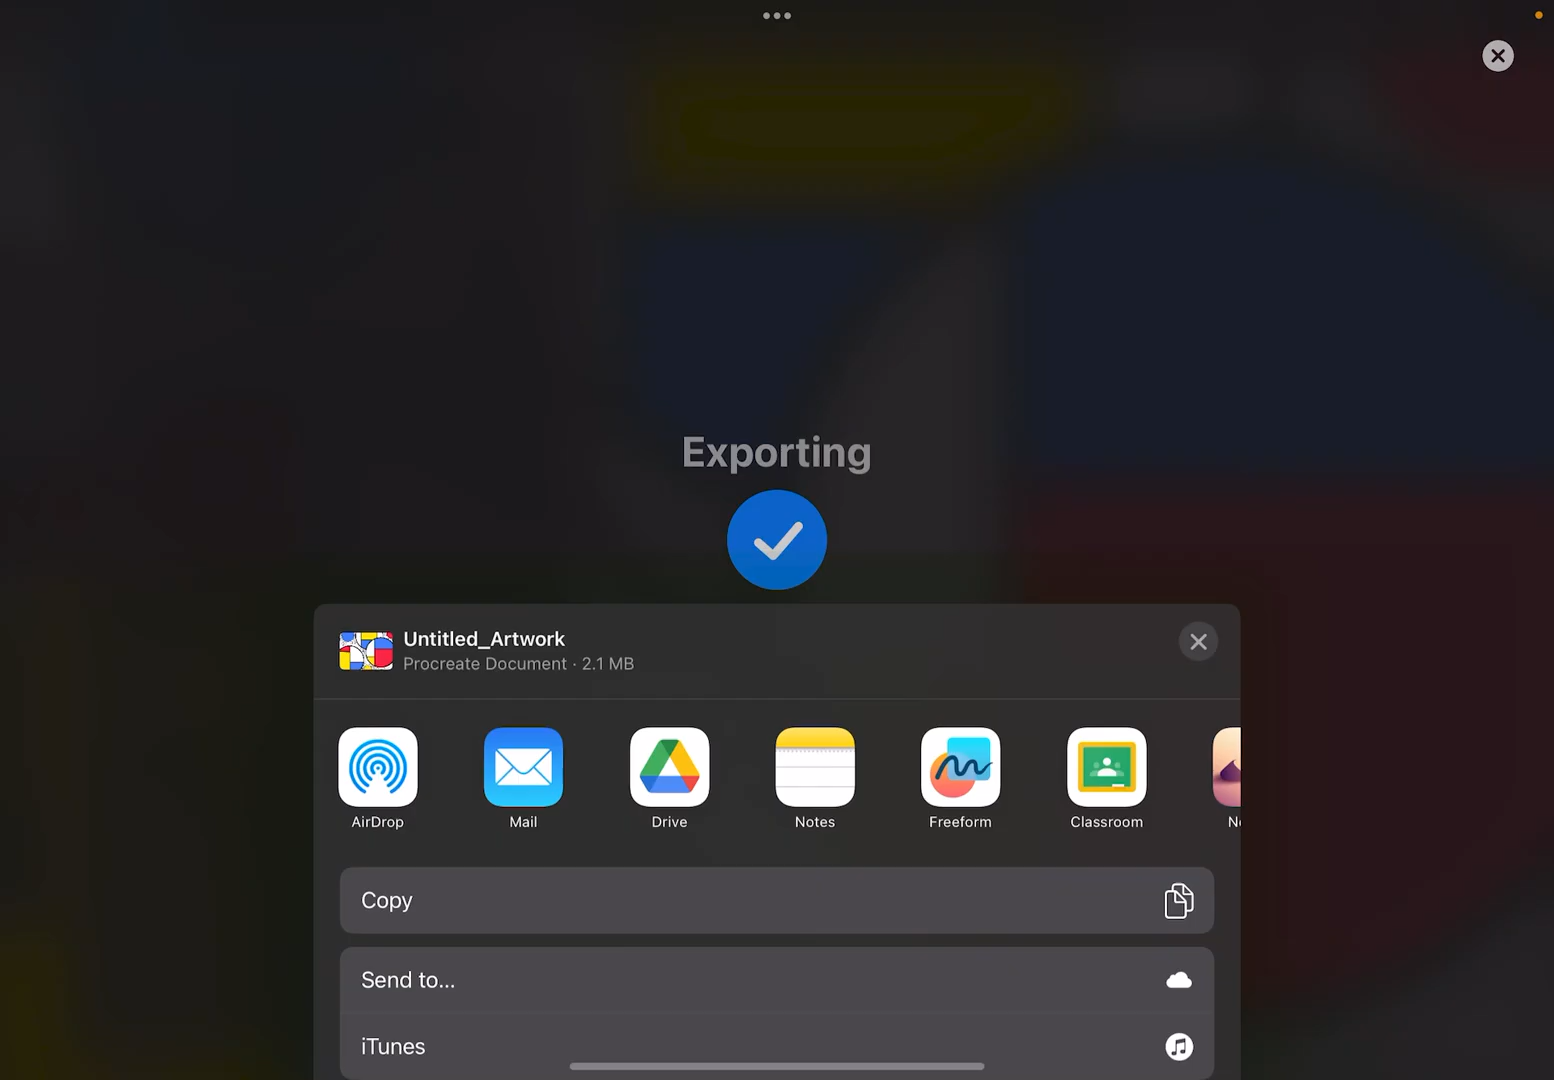 Exporting
Untitled_Artwork
Procreate Document · 2.1 MB
AirDrop
Mail
Drive
Notes
Freeform
Classroom
Copy
Send to...
iTunes